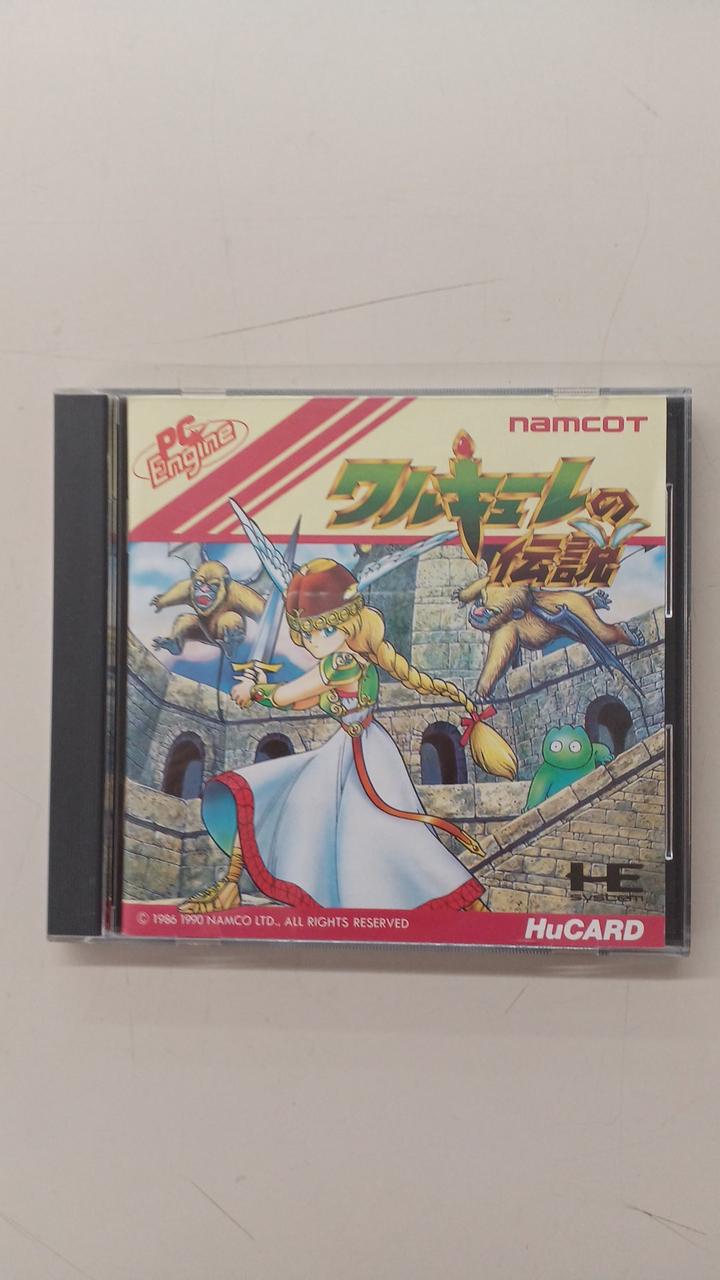 PC Engine
namcot
ワルキューレの
伝説
HE
SYSTEM
© 1986 1990 NAMCO LTD., ALL RIGHTS RESERVED
HuCARD